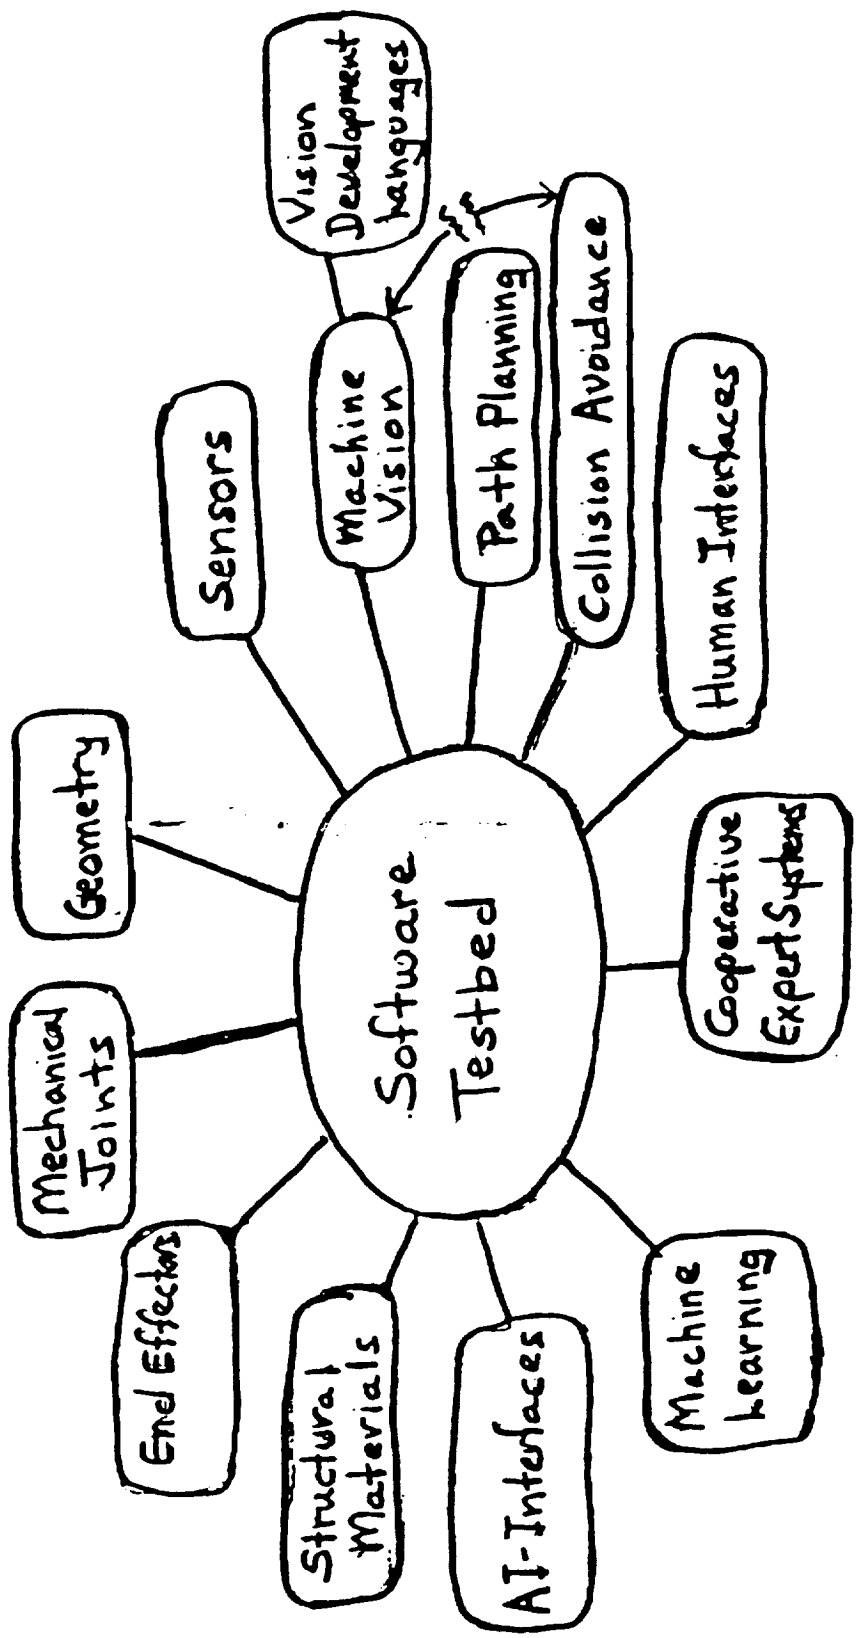 Vision
Development
Languages
Sensors
Machine
Vision
Path Planning
Collision Avoidance
Human Interfaces
Geometry
Software
Testbed
Cooperative
Expert Systems
Mechanical
Joints
End Effectors
Structural
Materials
AI-Interfaces
Machine
Learning